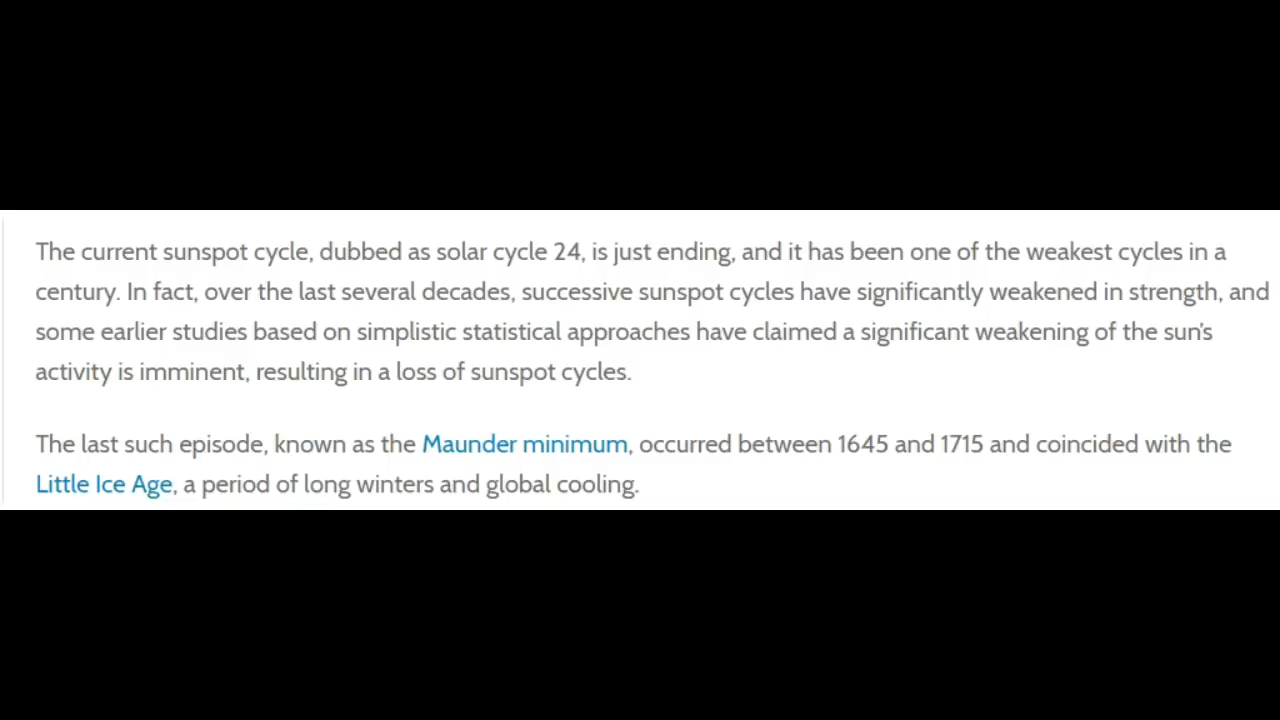 The current sunspot cycle, dubbed as solar cycle 24, is just ending, and it has been one of the weakest cycles in a
century. In fact, over the last several decades, successive sunspot cycles have significantly weakened in strength, and
some earlier studies based on simplistic statistical approaches have claimed a significant weakening of the sun's
activity is imminent, resulting in a loss of sunspot cycles.
The last such episode, known as the Maunder minimum, occurred between 1645 and 1715 and coincided with the
Little Ice Age, a period of long winters and global cooling.